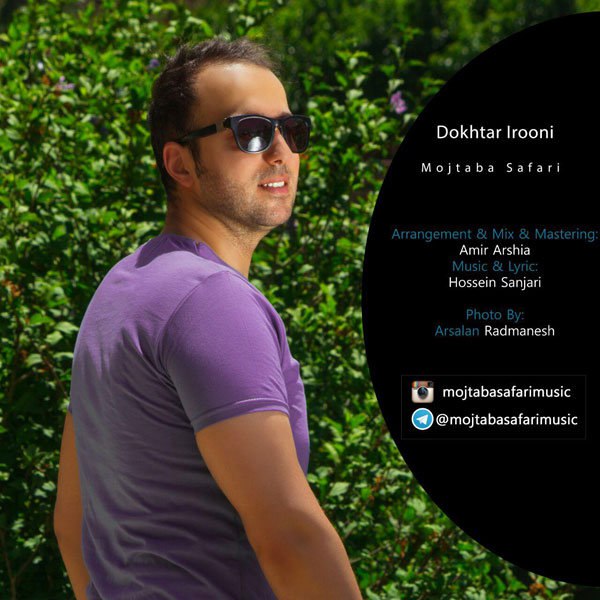 Dokhtar Irooni
Mojtaba Safari
Arrangement & Mix & Mastering:
Amir Arshia
Music & Lyric:
Hossein Sanjari
Photo By:
Arsalan Radmanesh
mojtabasafarimusic
@mojtabasafarimusic